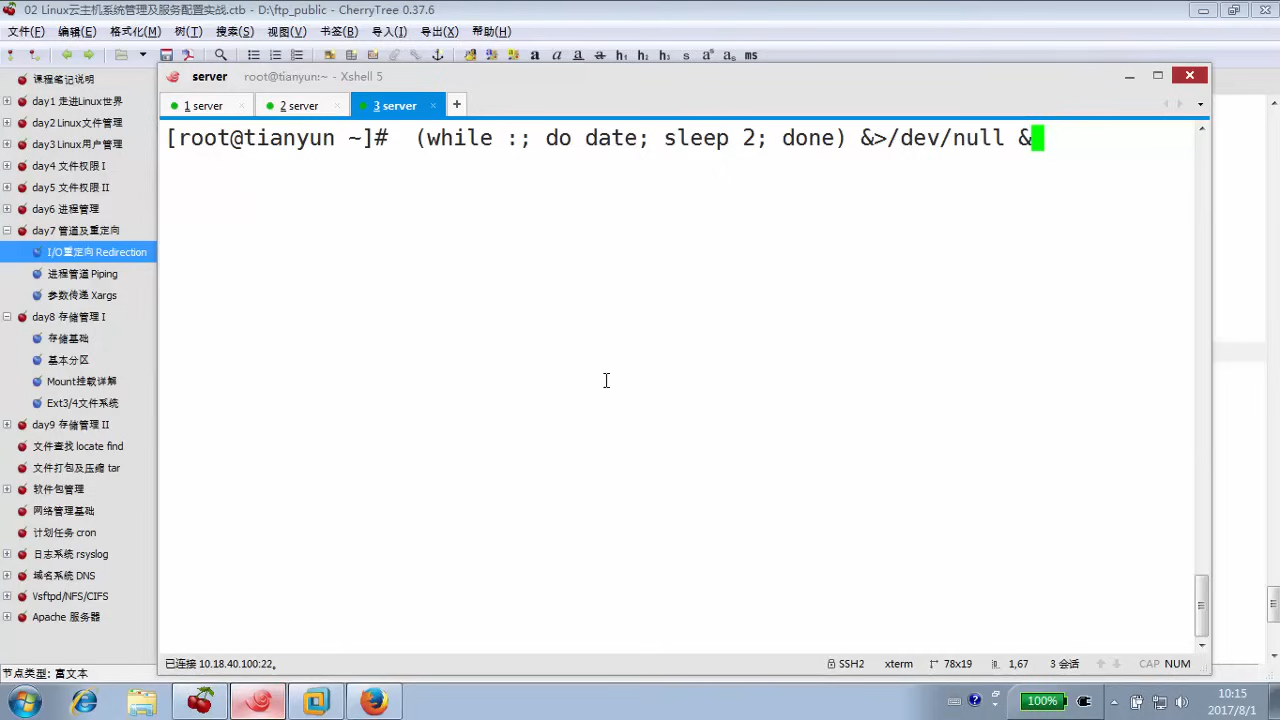 02 Linux云主机系统管理及服务配置实战.ctb - D:\ftp_public - CherryTree 0.37.6
文件(F) 编辑(E) 格式化(M) 树(T) 搜索(S) 视图(V) 书签(B) 导入(I) 导出(X) 帮助(H)
a a a a h1 h2 h3 s a^s a_s ms
课程笔记说明
day1 走进Linux世界
day2 Linux文件管理
day3 Linux用户管理
day4 文件权限 I
day5 文件权限 II
day6 进程管理
day7 管道及重定向
I/O重定向 Redirection
进程管道 Piping
参数传递 Xargs
day8 存储管理 I
存储基础
基本分区
Mount挂载详解
Ext3/4文件系统
day9 存储管理 II
文件查找 locate find
文件打包及压缩 tar
软件包管理
网络管理基础
计划任务 cron
日志系统 rsyslog
域名系统 DNS
Vsftpd/NFS/CIFS
Apache 服务器
节点类型: 富文本
server root@tianyun:~ - Xshell 5
1 server 2 server 3 server +
[root@tianyun ~]#  (while :; do date; sleep 2; done) &>/dev/null &
已连接 10.18.40.100:22。 SSH2 xterm 78x19 1,67 3 会话 CAP NUM
100% 10:15
2017/8/1